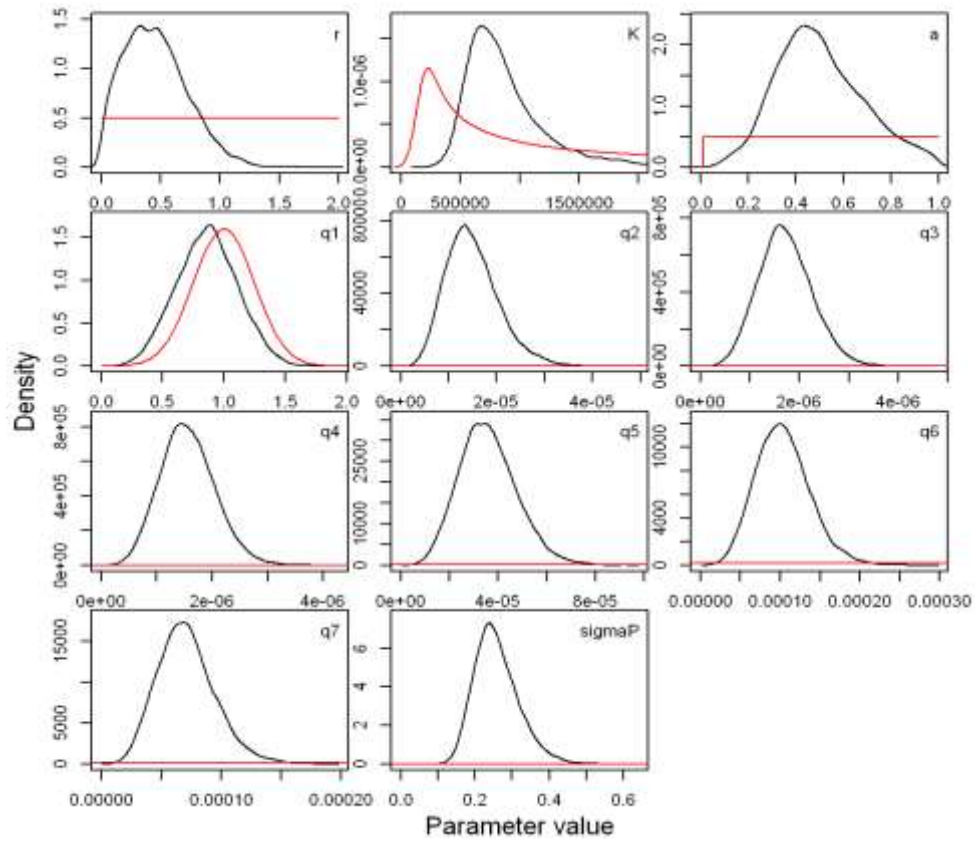 r
0.0 0.5 1.0 1.5
0.0 0.5 1.0 1.5 2.0
K
0.0e+00 1.0e-06
0 5000000 1500000
a
0.0 1.0 2.0
0.0 0.2 0.4 0.6 0.8 1.0
q1
0.0 0.5 1.0 1.5
0.0 0.5 1.0 1.5 2.0
q2
0 40000 800000
0e+00 2e-05 4e-05
q3
0e+00 4e+05 8e+05
0e+00 2e-06 4e-06
q4
0e+00 4e+05 8e+05
0e+00 2e-06 4e-06
q5
0 10000 25000
0e+00 4e-05 8e-05
q6
0 4000 10000
0.00000 0.00010 0.00020 0.00030
q7
0 5000 15000
0.00000 0.00010 0.00020
sigmaP
0 2 4 6
0.0 0.2 0.4 0.6
Density
Parameter value